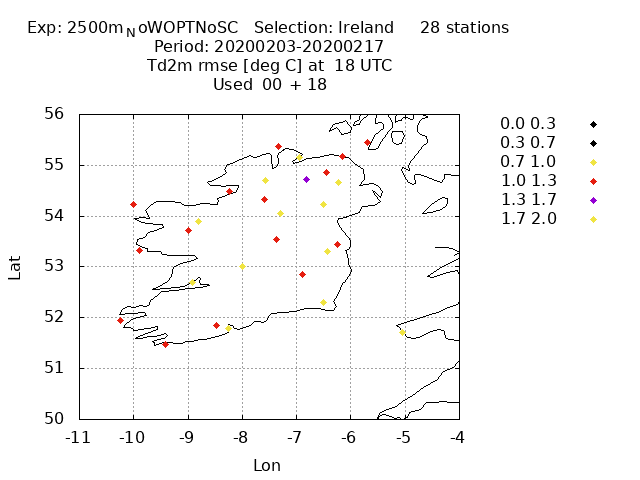 Exp: 2500mNoWOPTNoSC Selection: Ireland 28 stations
Period: 20200203-20200217
Td2m rmse [deg C] at 18 UTC
Used 00 + 18
0.0 0.3
0.3 0.7
0.7 1.0
1.0 1.3
1.3 1.7
1.7 2.0
56
55
54
53
52
51
50
Lat
-11 -10 -9 -8 -7 -6 -5 -4
Lon